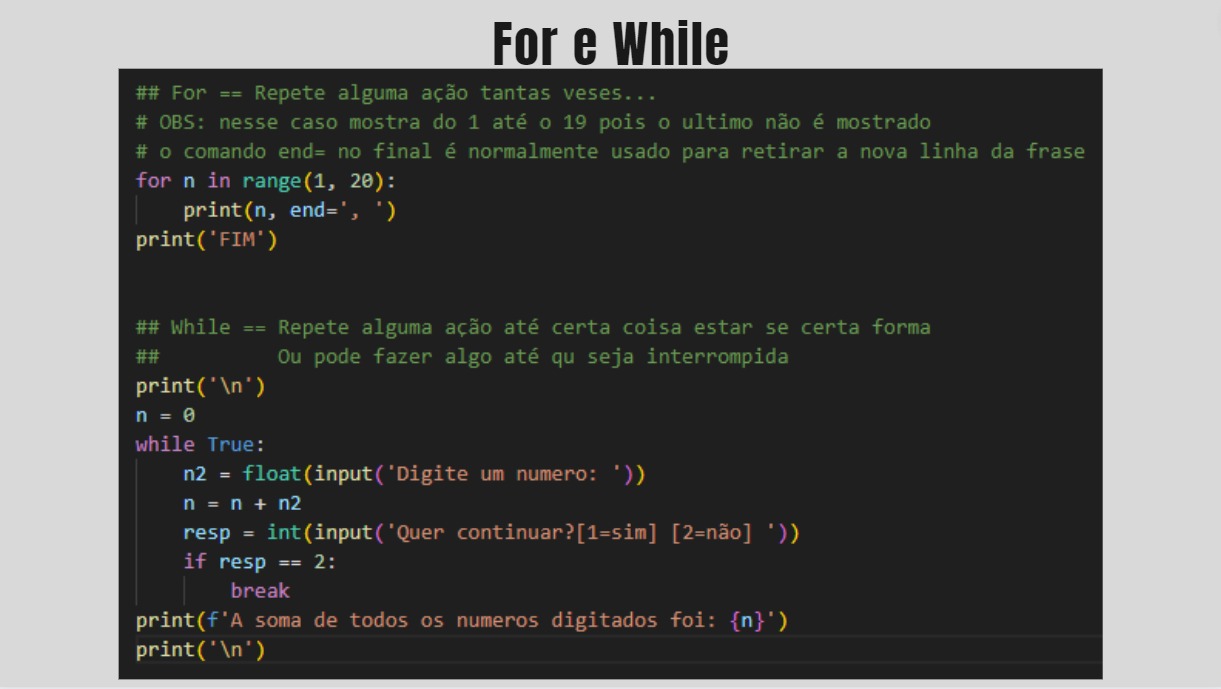 For e While
## For == Repete alguma ação tantas veses...
# OBS: nesse caso mostra do 1 até o 19 pois o ultimo não é mostrado
# o comando end= no final é normalmente usado para retirar a nova linha da frase
for n in range(1, 20):
    print(n, end=', ')
print('FIM')
## While == Repete alguma ação até certa coisa estar se certa forma
##          Ou pode fazer algo até qu seja interrompida
print('\n')
n = 0
while True:
    n2 = float(input('Digite um numero: '))
    n = n + n2
    resp = int(input('Quer continuar?[1=sim] [2=não] '))
    if resp == 2:
        break
print(f'A soma de todos os numeros digitados foi: {n}')
print('\n')